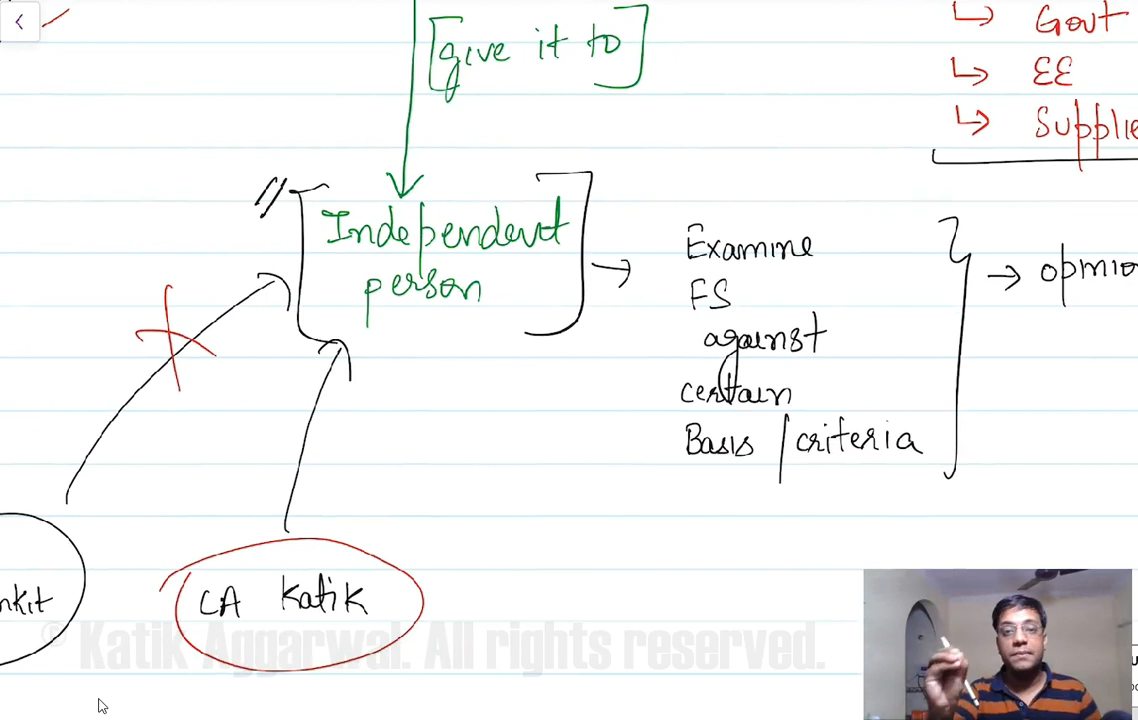 [give it to]
↳ Govt
↳ EE
↳ Supplie
[Independent
person]
→
Examine
FS
against
certain
Basis / criteria
→ opinio
nkit
CA Katik
© Katik Aggarwal. All rights reserved.